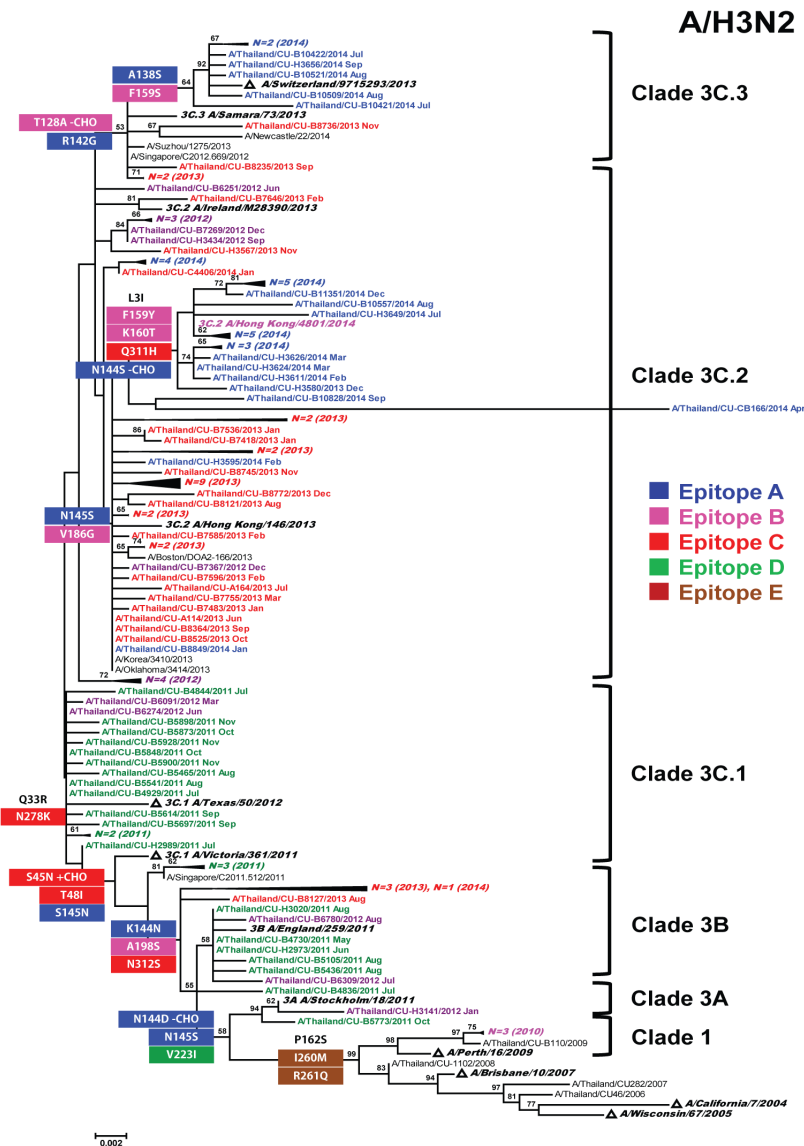 A/H3N2
67
N=2 (2014)
A/Thailand/CU-B10422/2014 Jul
92
A/Thailand/CU-H3656/2014 Sep
A138S
A/Thailand/CU-B10521/2014 Aug
64
A/Switzerland/9715293/2013
F159S
A/Thailand/CU-B10509/2014 Aug
Clade 3C.3
A/Thailand/CU-B10421/2014 Jul
3C.3 A/Samara/73/2013
T128A -CHO
53
67
A/Thailand/CU-B8736/2013 Nov
A/Newcastle/22/2014
R142G
A/Suzhou/1275/2013
A/Singapore/C2012.669/2012
A/Thailand/CU-B8235/2013 Sep
71
N=2 (2013)
A/Thailand/CU-B6251/2012 Jun
81
A/Thailand/CU-B7646/2013 Feb
3C.2 A/Ireland/M28390/2013
66
N=3 (2012)
84
A/Thailand/CU-B7269/2012 Dec
A/Thailand/CU-H3434/2012 Sep
A/Thailand/CU-H3567/2013 Nov
N=4 (2014)
A/Thailand/CU-C4406/2014 Jan
72
81
N=5 (2014)
A/Thailand/CU-B11351/2014 Dec
L3I
A/Thailand/CU-B10557/2014 Aug
F159Y
A/Thailand/CU-H3649/2014 Jul
3C.2 A/Hong Kong/4801/2014
K160T
62
N=5 (2014)
65
N =3 (2014)
Q311H
74
A/Thailand/CU-H3626/2014 Mar
N144S -CHO
A/Thailand/CU-H3624/2014 Mar
Clade 3C.2
A/Thailand/CU-H3611/2014 Feb
A/Thailand/CU-H3580/2013 Dec
A/Thailand/CU-B10828/2014 Sep
A/Thailand/CU-CB166/2014 Apr
N=2 (2013)
86
A/Thailand/CU-B7536/2013 Jan
A/Thailand/CU-B7418/2013 Jan
N=2 (2013)
A/Thailand/CU-H3595/2014 Feb
A/Thailand/CU-B8745/2013 Nov
N=9 (2013)
A/Thailand/CU-B8772/2013 Dec
Epitope A
A/Thailand/CU-B8121/2013 Aug
65
N=2 (2013)
N145S
Epitope B
3C.2 A/Hong Kong/146/2013
V186G
A/Thailand/CU-B7585/2013 Feb
74
N=2 (2013)
Epitope C
65
A/Boston/DOA2-166/2013
A/Thailand/CU-B7367/2012 Dec
Epitope D
A/Thailand/CU-B7596/2013 Feb
A/Thailand/CU-A164/2013 Jul
Epitope E
A/Thailand/CU-B7755/2013 Mar
A/Thailand/CU-B7483/2013 Jan
A/Thailand/CU-A114/2013 Jun
A/Thailand/CU-B8364/2013 Sep
A/Thailand/CU-B8525/2013 Oct
A/Thailand/CU-B8849/2014 Jan
A/Korea/3410/2013
A/Oklahoma/3414/2013
72
N=4 (2012)
A/Thailand/CU-B4844/2011 Jul
A/Thailand/CU-B6091/2012 Mar
A/Thailand/CU-B6274/2012 Jun
A/Thailand/CU-B5898/2011 Nov
A/Thailand/CU-B5873/2011 Oct
A/Thailand/CU-B5928/2011 Nov
A/Thailand/CU-B5848/2011 Oct
A/Thailand/CU-B5900/2011 Nov
A/Thailand/CU-B5465/2011 Aug
Clade 3C.1
A/Thailand/CU-B5541/2011 Aug
A/Thailand/CU-B4929/2011 Jul
Q33R
3C.1 A/Texas/50/2012
N278K
A/Thailand/CU-B5614/2011 Sep
A/Thailand/CU-B5697/2011 Sep
61
N=2 (2011)
A/Thailand/CU-H2989/2011 Jul
3C.1 A/Victoria/361/2011
62
81
N=3 (2011)
S45N +CHO
A/Singapore/C2011.512/2011
N=3 (2013), N=1 (2014)
T48I
A/Thailand/CU-B8127/2013 Aug
S145N
A/Thailand/CU-H3020/2011 Aug
A/Thailand/CU-B6780/2012 Aug
K144N
3B A/England/259/2011
Clade 3B
A198S
58
A/Thailand/CU-B4730/2011 May
A/Thailand/CU-H2973/2011 Jun
N312S
A/Thailand/CU-B5105/2011 Aug
A/Thailand/CU-B5436/2011 Aug
A/Thailand/CU-B6309/2012 Jul
55
A/Thailand/CU-B4836/2011 Jul
62
3A A/Stockholm/18/2011
Clade 3A
94
A/Thailand/CU-H3141/2012 Jan
N144D -CHO
A/Thailand/CU-B5773/2011 Oct
58
75
N=3 (2010)
N145S
P162S
97
A/Thailand/CU-B110/2009
Clade 1
98
V223I
I260M
99
A/Perth/16/2009
A/Thailand/CU-1102/2008
83
R261Q
94
A/Brisbane/10/2007
97
A/Thailand/CU282/2007
81
A/Thailand/CU46/2006
77
A/California/7/2004
A/Wisconsin/67/2005
0.002